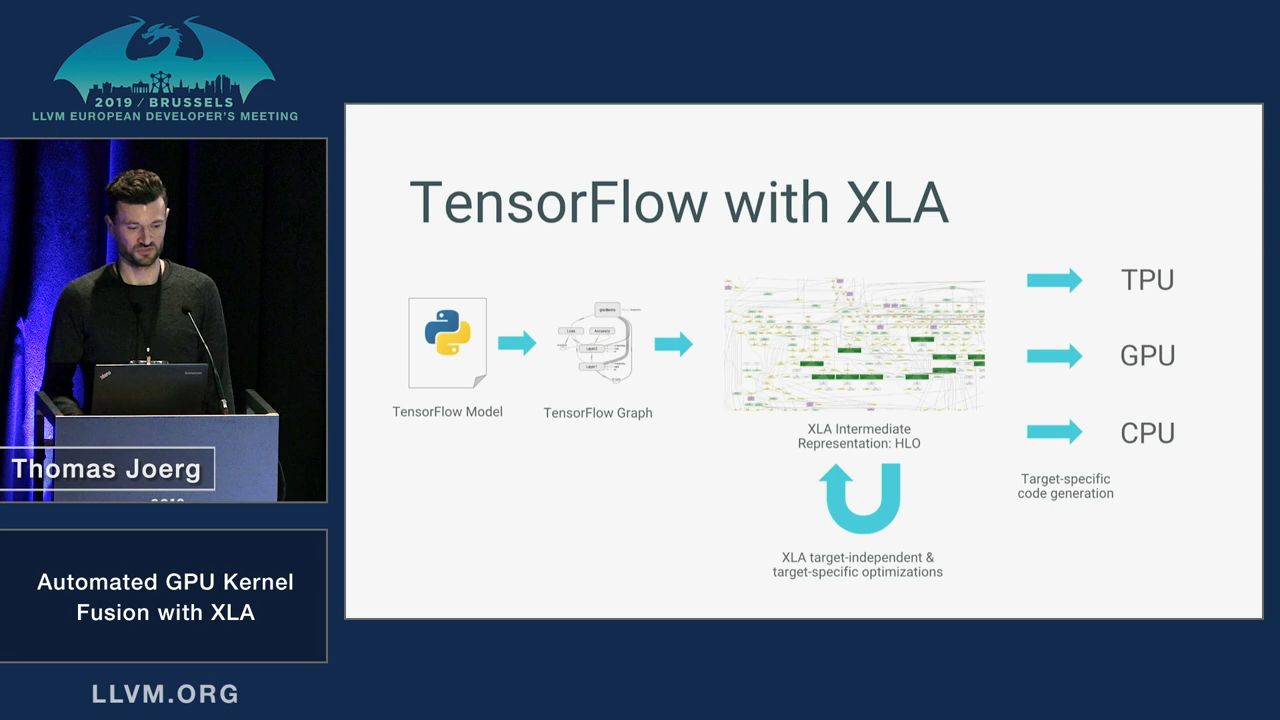 2019 / BRUSSELS
LLVM EUROPEAN DEVELOPER'S MEETING
Thomas Joerg
Automated GPU Kernel
Fusion with XLA
LLVM.ORG
TensorFlow with XLA
TensorFlow Model
TensorFlow Graph
XLA Intermediate
Representation: HLO
XLA target-independent &
target-specific optimizations
TPU
GPU
CPU
Target-specific
code generation